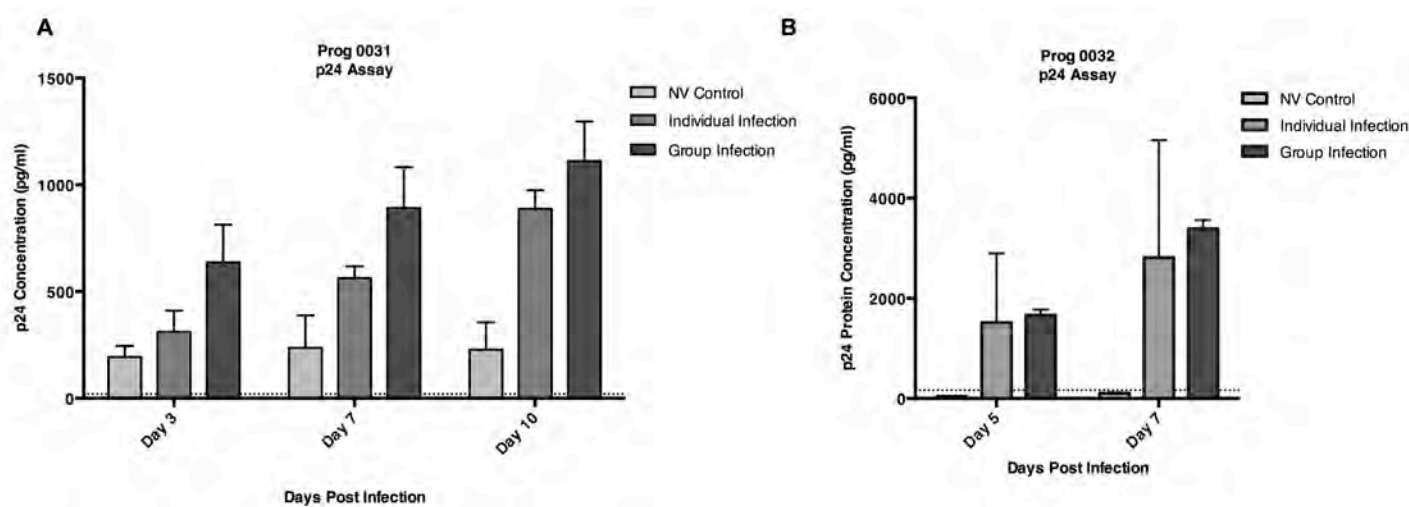 A
Prog 0031
p24 Assay
p24 Concentration (pg/ml)
1500
1000
500
0
Day 3
Day 7
Day 10
Days Post Infection
NV Control
Individual Infection
Group Infection
B
Prog 0032
p24 Assay
p24 Protein Concentration (pg/ml)
6000
4000
2000
0
Day 5
Day 7
Days Post Infection
NV Control
Individual Infection
Group Infection